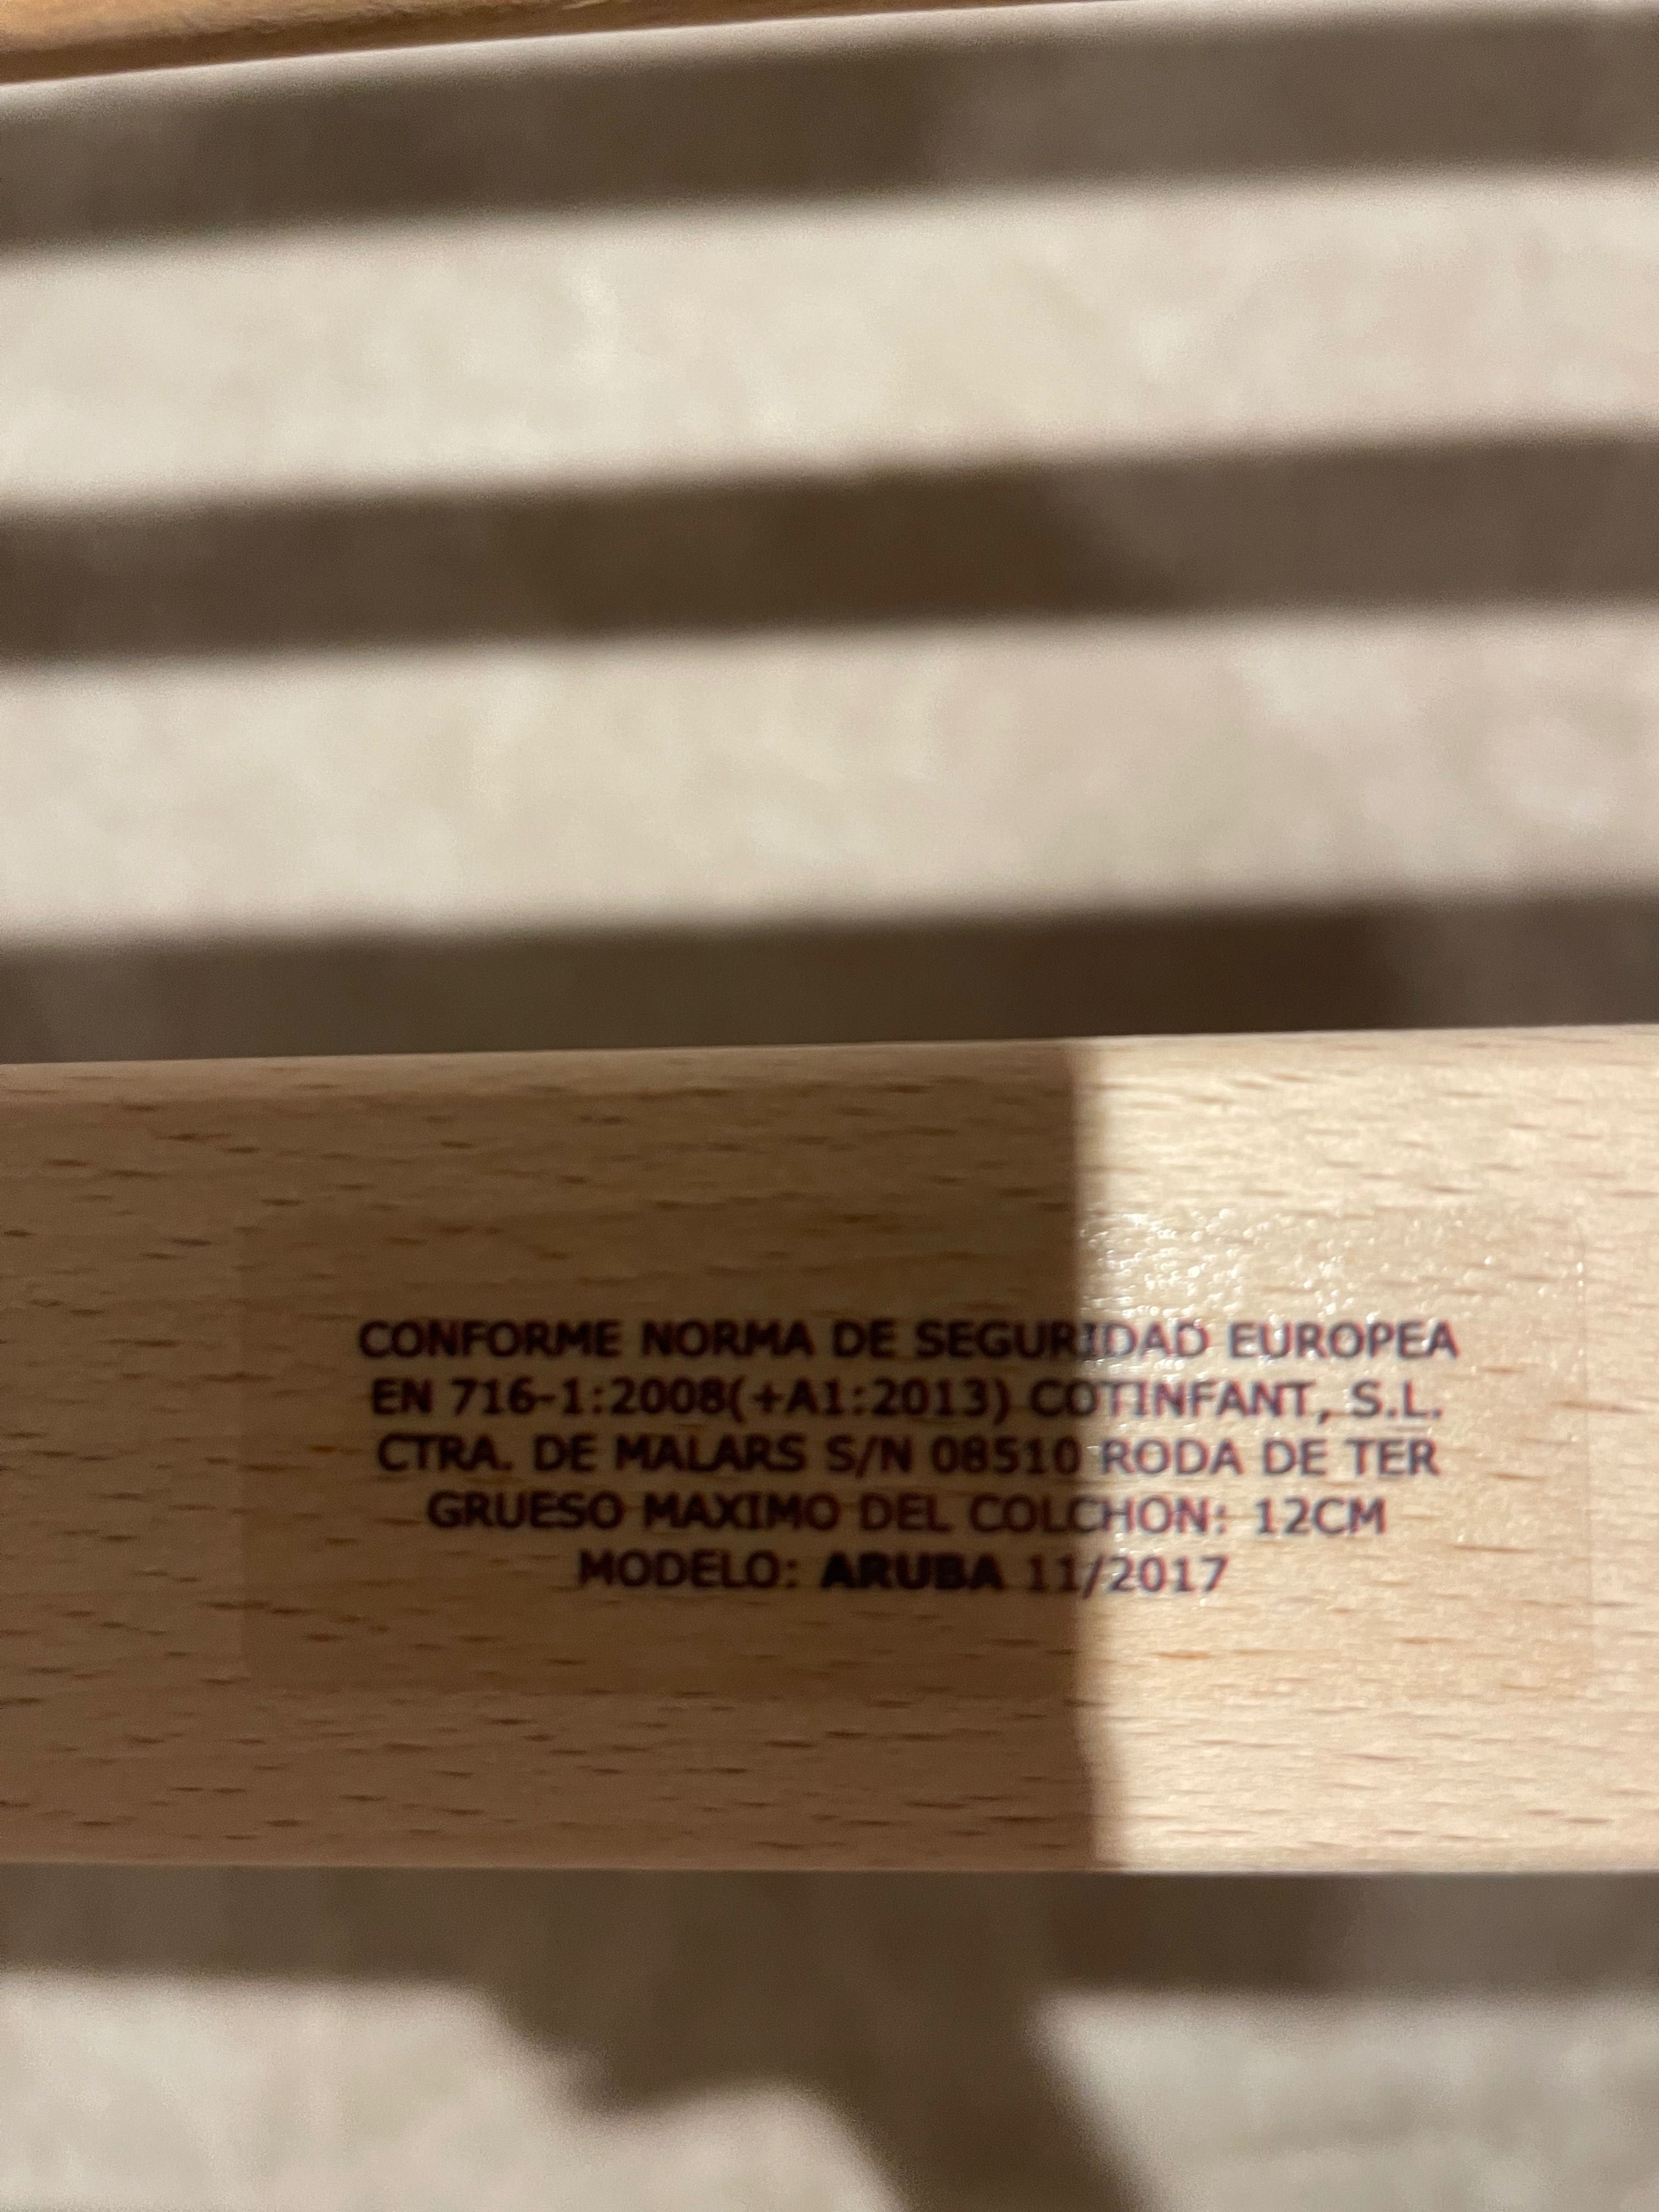 CONFORME NORMA DE SEGURIDAD EUROPEA
EN 716-1:2008(+A1:2013) COTINFANT, S.L.
CTRA. DE MALARS S/N 08510 RODA DE TER
GRUESO MAXIMO DEL COLCHON: 12CM
MODELO: ARUBA 11/2017